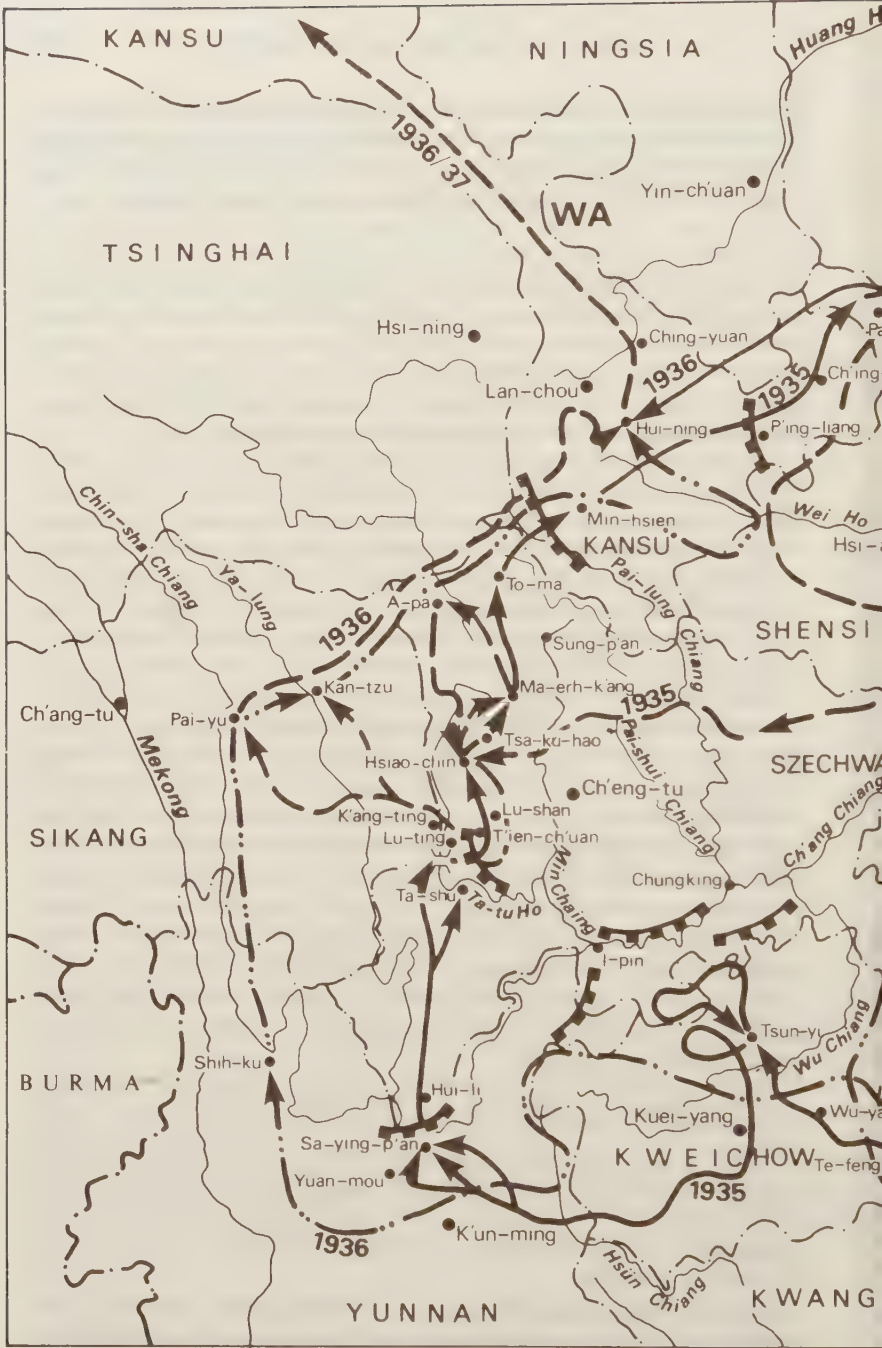 KANSU
NINGSIA
Huang H
1936/37
WA
Yin-ch'uan
TSINGHAI
Hsi-ning
Ching-yuan
1936
Pa
Lan-chou
1935
Ch'ing-
Hui-ning
P'ing-liang
Chin-sha Chiang
Ya-lung
Min-hsien
Wei Ho
KANSU
Hsi-a
Pai-lung
Chiang
To-ma
A-pa
1936
Sung-p'an
SHENSI
Kan-tzu
Ma-erh-k'ang
Ch'ang-tu
Pai-yu
1935
Mekong
Tsa-ku-hao
Pai-shui
Chiang
Hsiao-chin
SZECHWA
Ch'eng-tu
K'ang-ting
Lu-shan
Ch'ang Chiang
SIKANG
Lu-ting
T'ien-ch'uan
Min Chaing
Chungking
Ta-shu
Ta-tu Ho
I-pin
Tsun-yi
Wu Chiang
Shih-ku
BURMA
Hui-li
Kuei-yang
Wu-ya
Sa-ying-p'an
KWEICHOW
Te-feng
Yuan-mou
1935
1936
K'un-ming
Hsün
Chiang
YUNNAN
KWANG